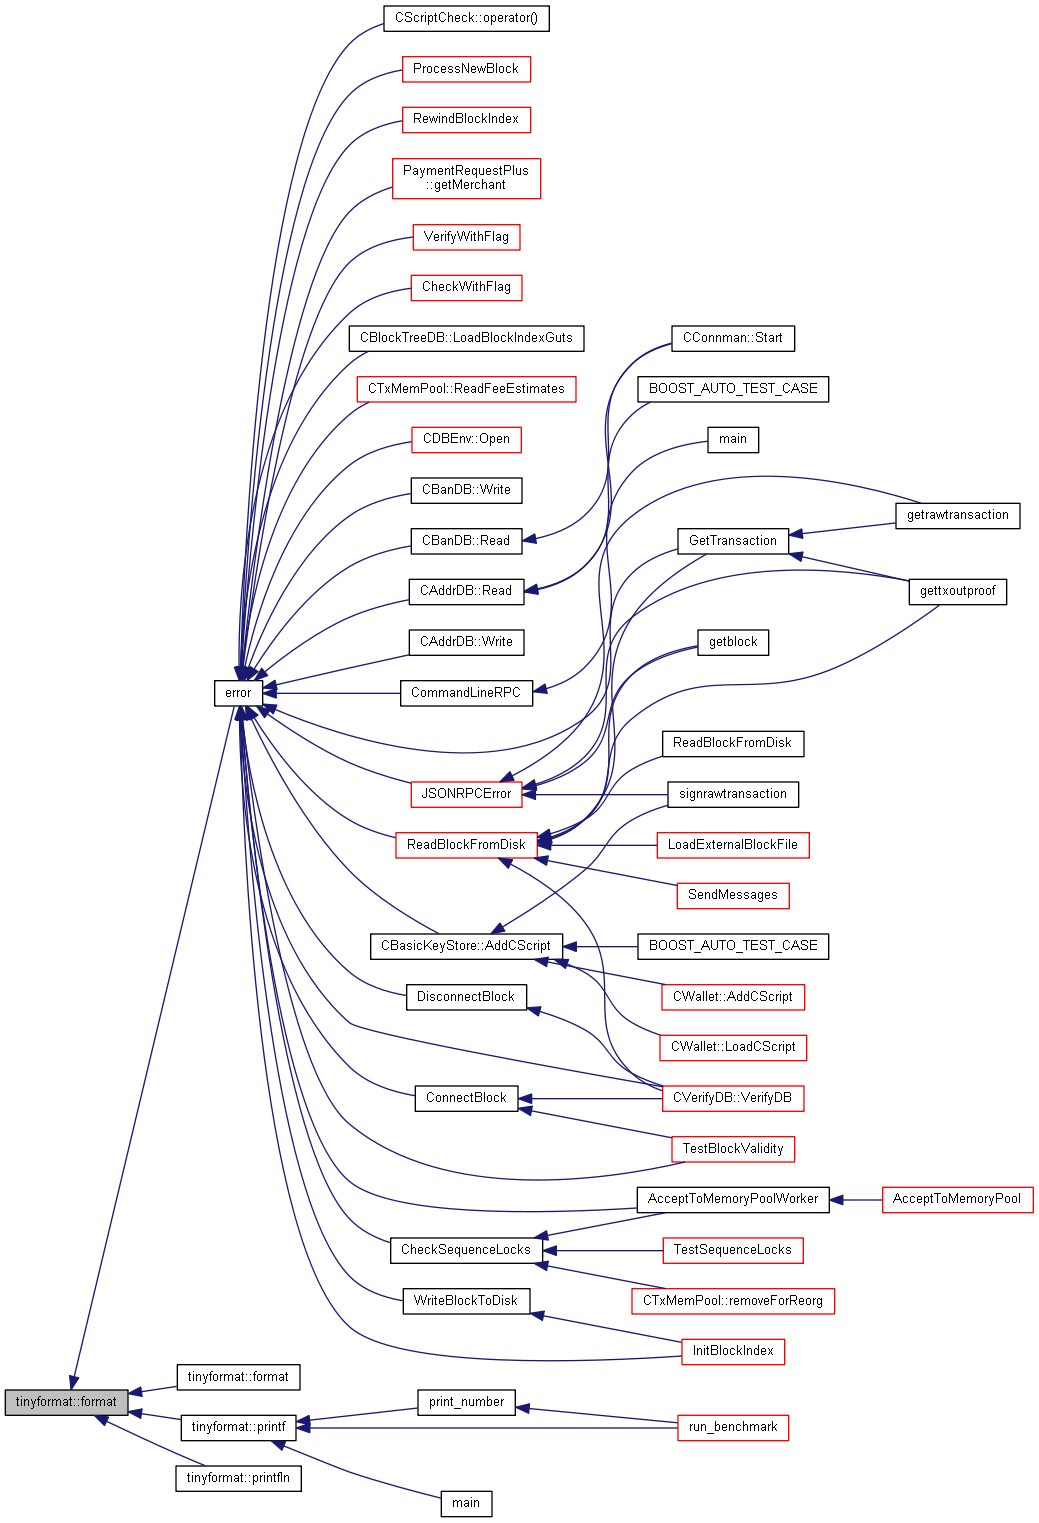 CScriptCheck::operator()
ProcessNewBlock
RewindBlockIndex
PaymentRequestPlus
::getMerchant
VerifyWithFlag
CheckWithFlag
CBlockTreeDB::LoadBlockIndexGuts
CConnman::Start
CTxMemPool::ReadFeeEstimates
BOOST_AUTO_TEST_CASE
CDBEnv::Open
main
CBanDB::Write
getrawtransaction
CBanDB::Read
GetTransaction
CAddrDB::Read
gettxoutproof
CAddrDB::Write
getblock
error
CommandLineRPC
ReadBlockFromDisk
JSONRPCError
signrawtransaction
ReadBlockFromDisk
LoadExternalBlockFile
SendMessages
CBasicKeyStore::AddCScript
BOOST_AUTO_TEST_CASE
DisconnectBlock
CWallet::AddCScript
CWallet::LoadCScript
ConnectBlock
CVerifyDB::VerifyDB
TestBlockValidity
AcceptToMemoryPoolWorker
AcceptToMemoryPool
CheckSequenceLocks
TestSequenceLocks
WriteBlockToDisk
CTxMemPool::removeForReorg
InitBlockIndex
tinyformat::format
tinyformat::format
print_number
tinyformat::printf
run_benchmark
tinyformat::printfln
main